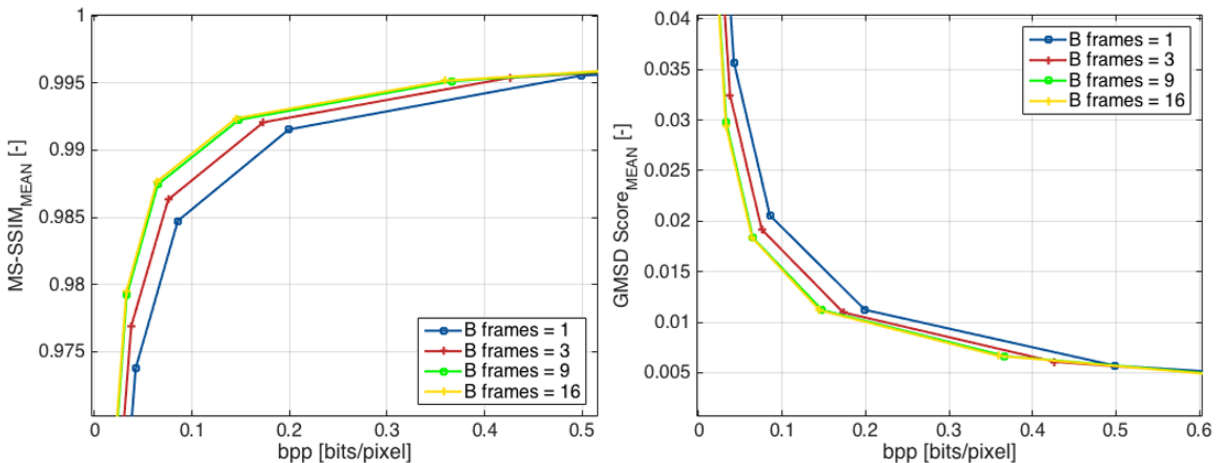 1
0.995
0.99
0.985
0.98
0.975
MS-SSIM_MEAN [-]
B frames = 1
B frames = 3
B frames = 9
B frames = 16
0 0.1 0.2 0.3 0.4 0.5
bpp [bits/pixel]
0.04
0.035
0.03
0.025
0.02
0.015
0.01
0.005
GMSD Score_MEAN [-]
B frames = 1
B frames = 3
B frames = 9
B frames = 16
0 0.1 0.2 0.3 0.4 0.5 0.6
bpp [bits/pixel]